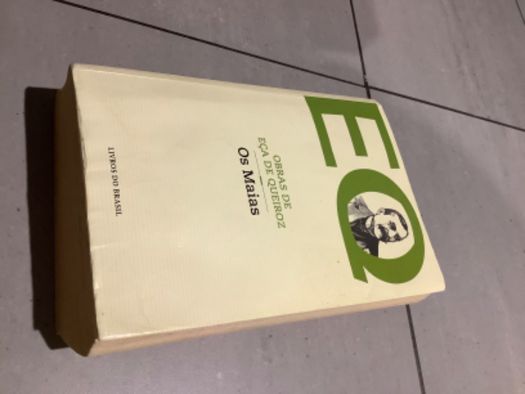 EQ
OBRAS DE
EÇA DE QUEIROZ
Os Maias
LIVROS DO BRASIL